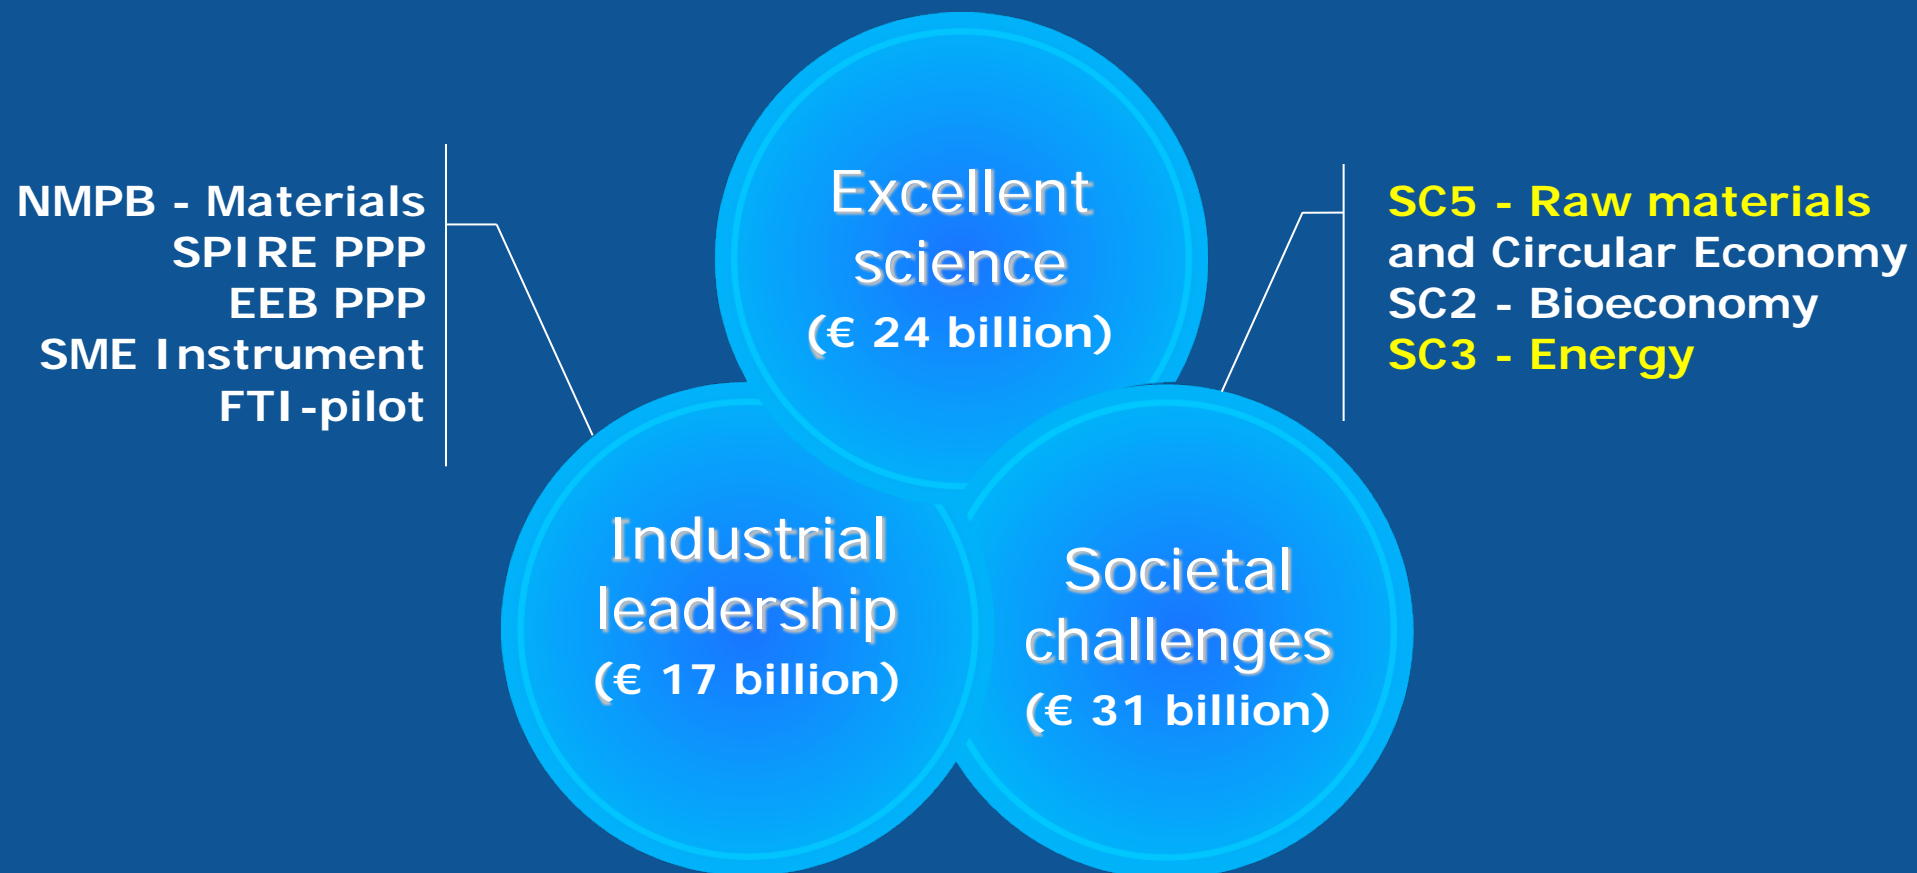 NMPB - Materials
SPIRE PPP
EEB PPP
SME Instrument
FTI-pilot
Excellent
science
(€ 24 billion)
SC5 - Raw materials
and Circular Economy
SC2 - Bioeconomy
SC3 - Energy
Industrial
leadership
(€ 17 billion)
Societal
challenges
(€ 31 billion)